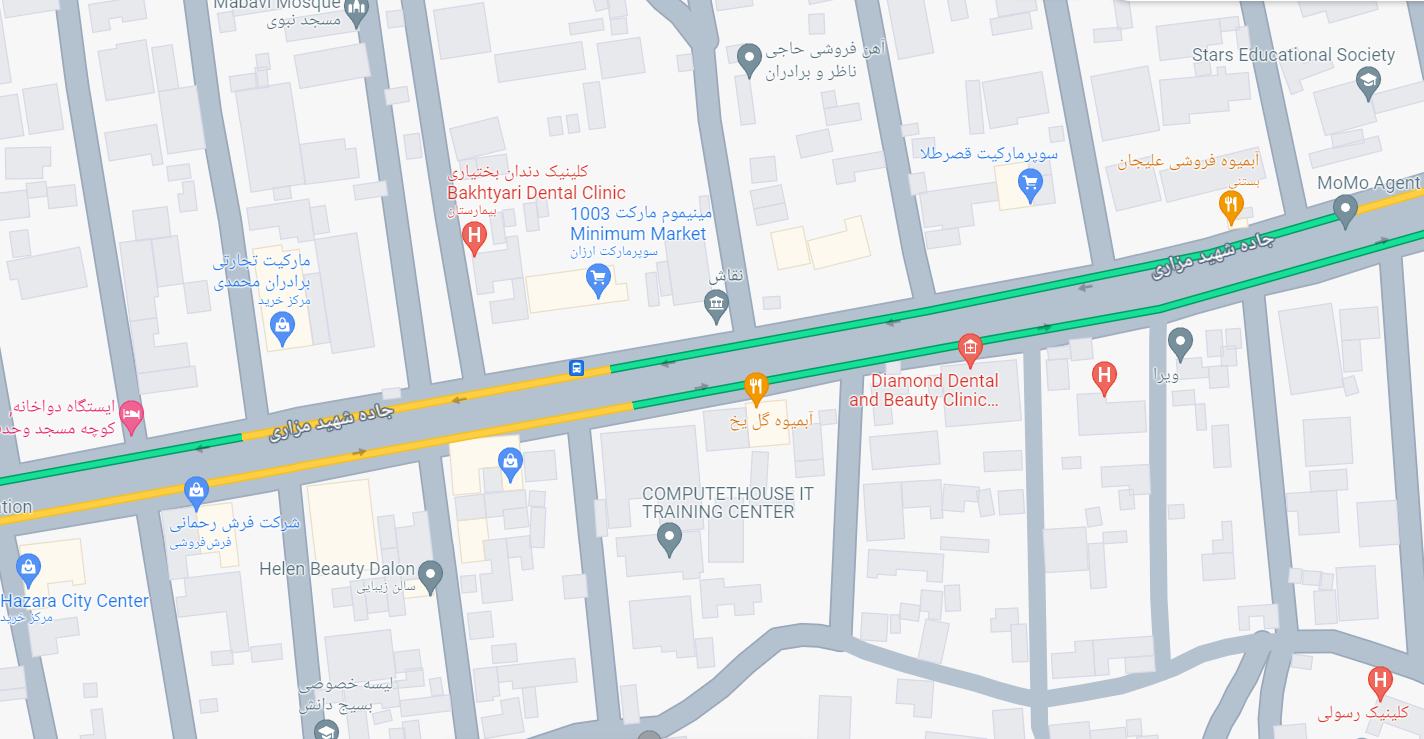 Mabavi Mosque
مسجد نبوی
آهن فروشی حاجی
ناظر و برادران
Stars Educational Society
سوپرمارکیت قصرطلا
آبمیوه فروشی علیجان
بستنی
MoMo Agent
کلینیک دندان بختیاری
Bakhtyari Dental Clinic
بیمارستان
مینیموم مارکت 1003
Minimum Market
سوپرمارکت ارزان
مارکیت تجارتی
برادران محمدی
مرکز خرید
نقاش
جاده شهید مزاری
Diamond Dental
and Beauty Clinic...
ویرا
ایستگاه دواخانه,
کوچه مسجد وحد
جاده شهید مزاری
آبمیوه گل یخ
tion
شرکت فرش رحمانی
فرش‌فروشی
COMPUTETHOUSE IT
TRAINING CENTER
Helen Beauty Dalon
سالن زیبایی
Hazara City Center
مرکز خرید
لیسه خصوصی
بسیج دانش
کلینیک رسولی